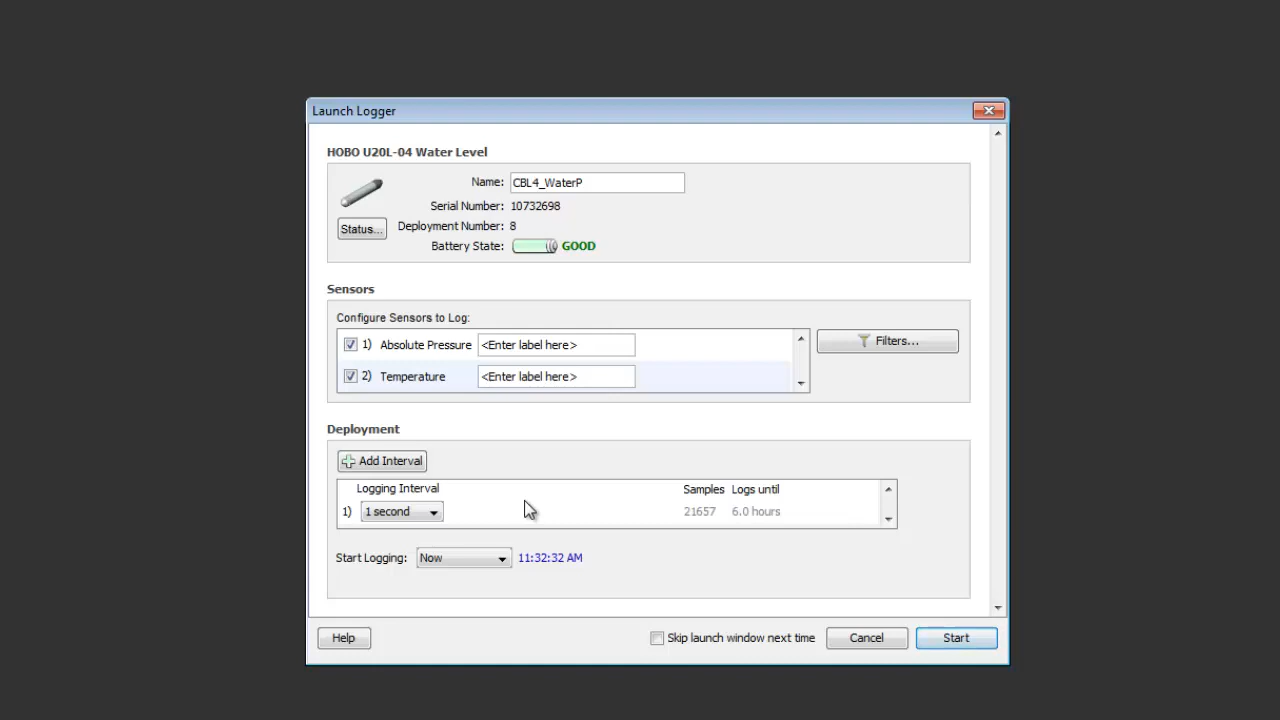 Launch Logger
HOBO U20L-04 Water Level
Name: CBL4_WaterP
Serial Number: 10732698
Status... Deployment Number: 8
Battery State: GOOD
Sensors
Configure Sensors to Log:
1) Absolute Pressure <Enter label here> Filters...
2) Temperature <Enter label here>
Deployment
Add Interval
Logging Interval Samples Logs until
1) 1 second 21657 6.0 hours
Start Logging: Now 11:32:32 AM
Help Skip launch window next time Cancel Start